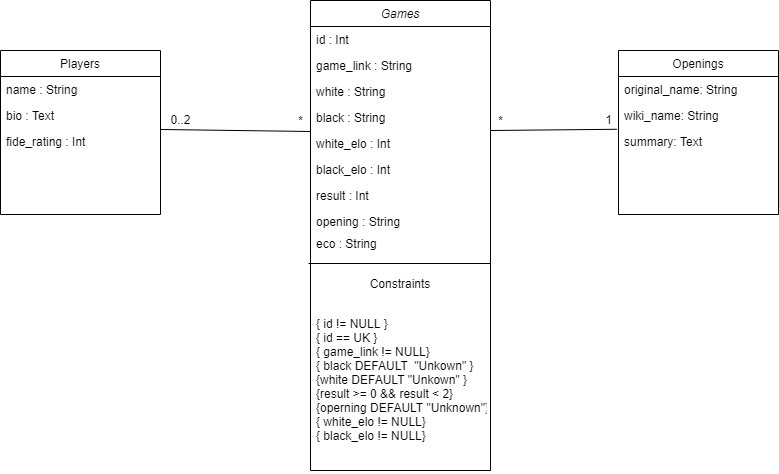 Games
id : Int
game_link : String
white : String
black : String
white_elo : Int
black_elo : Int
result : Int
opening : String
eco : String
Constraints
{ id != NULL }
{ id == UK }
{ game_link != NULL}
{ black DEFAULT  "Unkown" }
{white DEFAULT "Unkown" }
{result >= 0 && result < 2}
{operning DEFAULT "Unknown"}
{ white_elo != NULL}
{ black_elo != NULL}
Players
name : String
bio : Text
fide_rating : Int
0..2
*
*
1
Openings
original_name: String
wiki_name: String
summary: Text